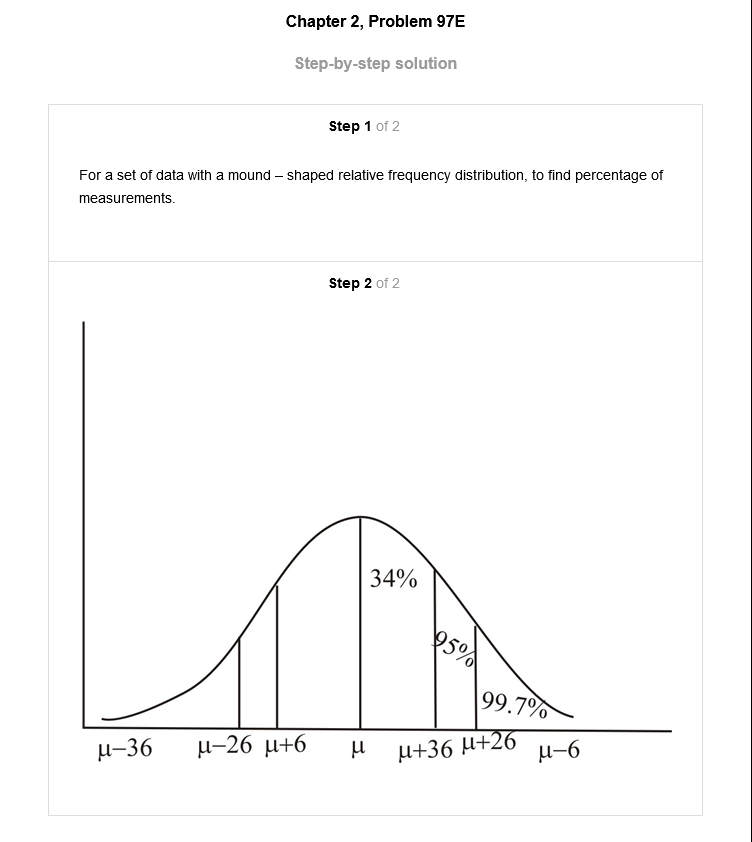 Chapter 2, Problem 97E
Step-by-step solution
Step 1 of 2
For a set of data with a mound – shaped relative frequency distribution, to find percentage of
measurements.
Step 2 of 2
34%
95%
99.7%
μ−36 μ−26 μ+6 μ μ+36 μ+26 μ−6